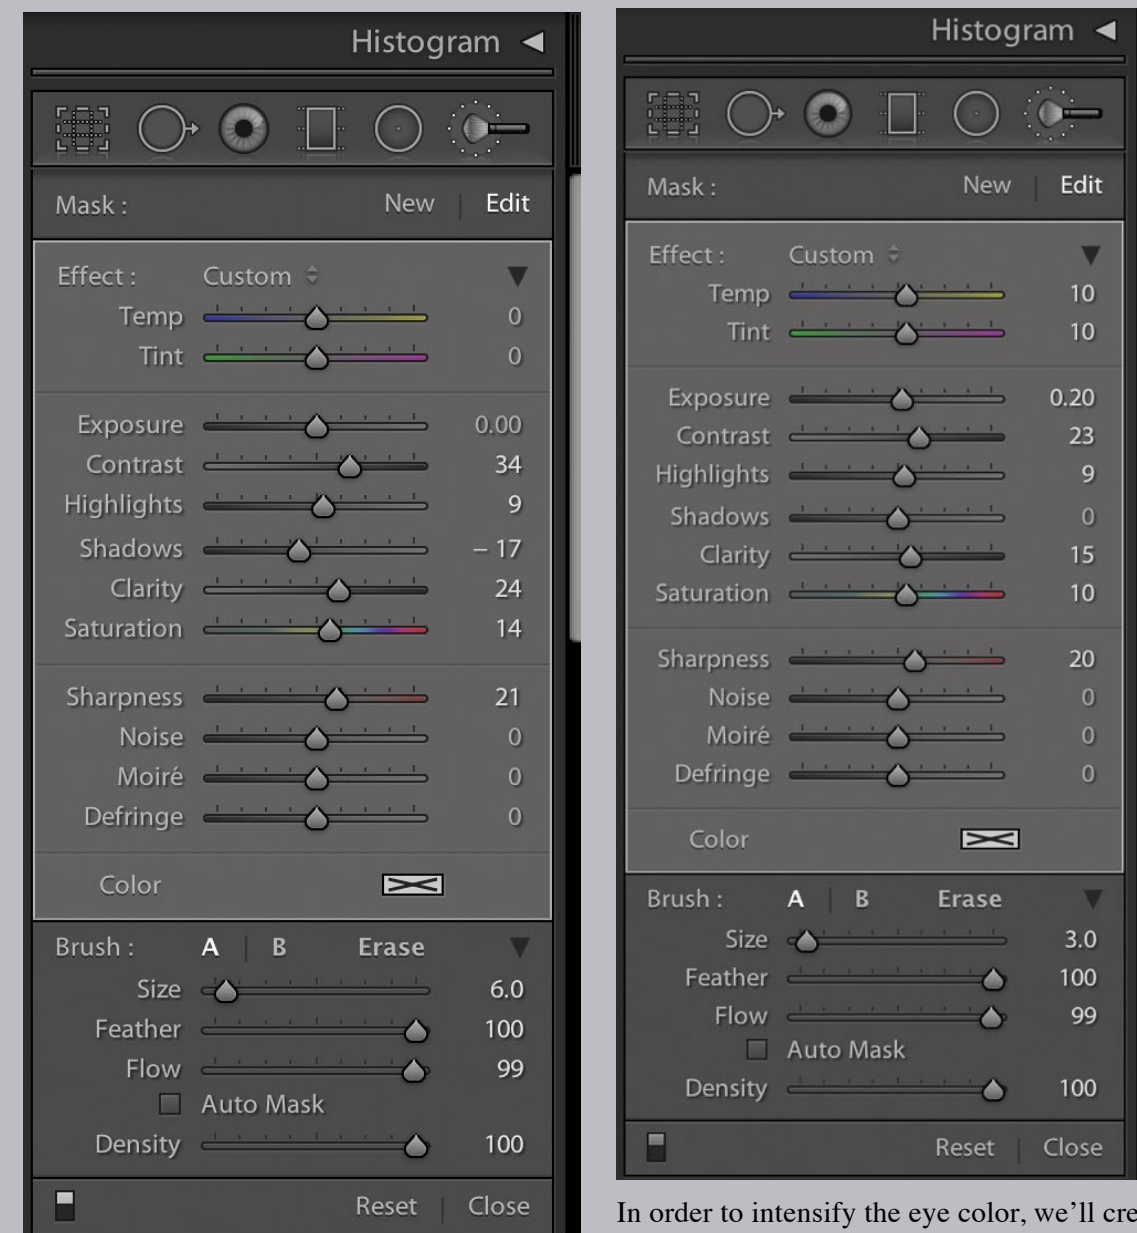 Histogram
Mask : New | Edit
Effect : Custom
Temp 0
Tint 0
Exposure 0.00
Contrast 34
Highlights 9
Shadows – 17
Clarity 24
Saturation 14
Sharpness 21
Noise 0
Moiré 0
Defringe 0
Color
Brush : A | B Erase
Size 6.0
Feather 100
Flow 99
Auto Mask
Density 100
Reset | Close
Histogram
Mask : New | Edit
Effect : Custom
Temp 10
Tint 10
Exposure 0.20
Contrast 23
Highlights 9
Shadows 0
Clarity 15
Saturation 10
Sharpness 20
Noise 0
Moiré 0
Defringe 0
Color
Brush : A | B Erase
Size 3.0
Feather 100
Flow 99
Auto Mask
Density 100
Reset | Close
In order to intensify the eye color, we’ll cre